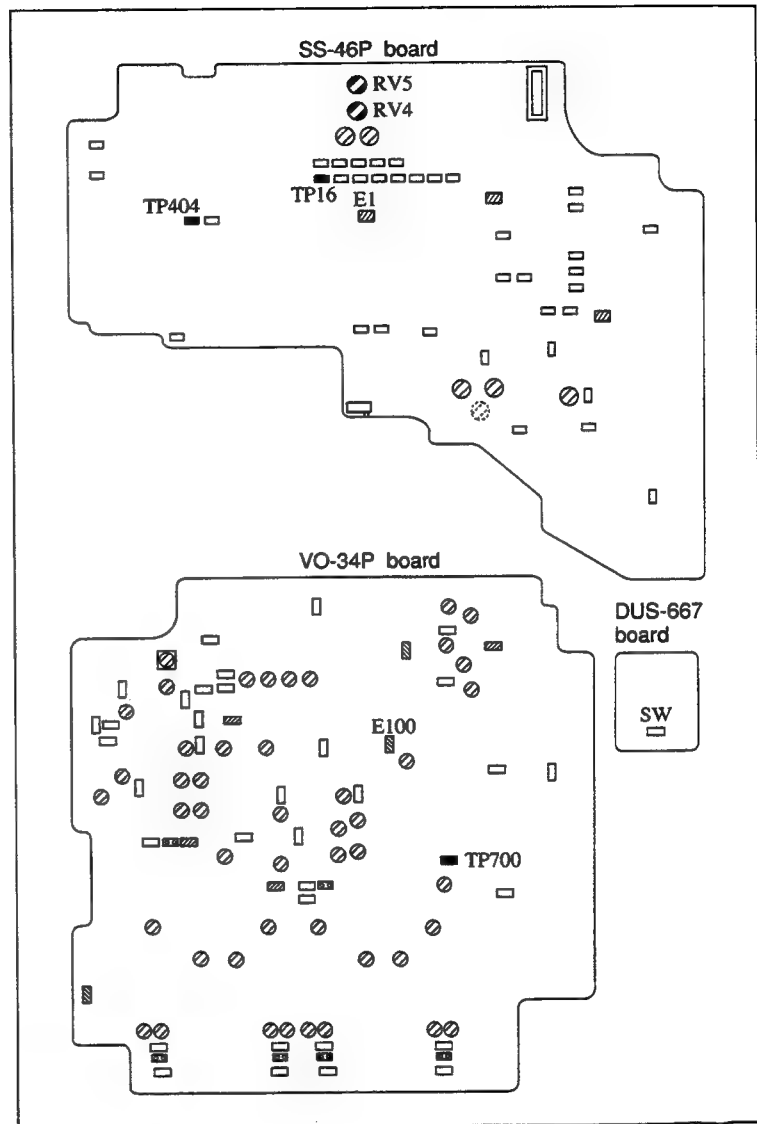 SS-46P board
RV5
RV4
TP16
E1
TP404
VO-34P board
DUS-667
board
SW
E100
TP700